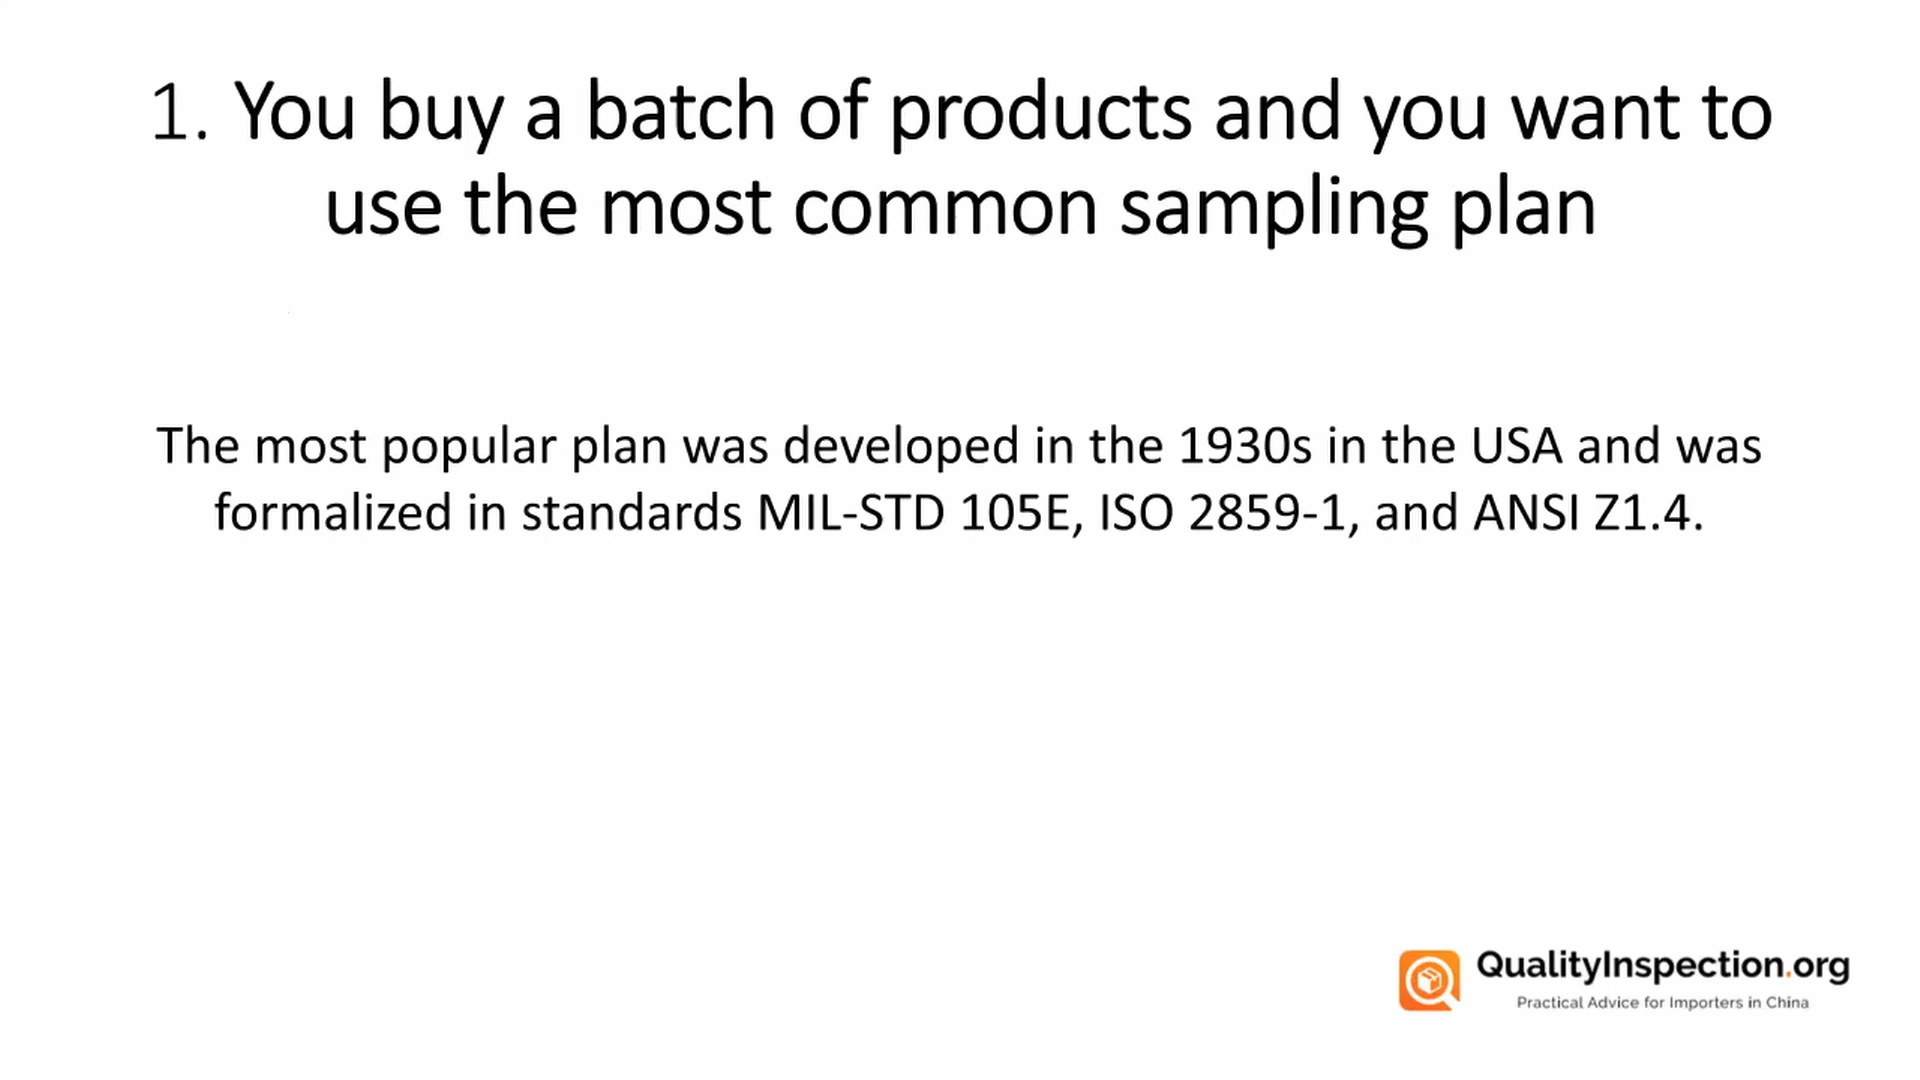 1. You buy a batch of products and you want to
use the most common sampling plan
The most popular plan was developed in the 1930s in the USA and was
formalized in standards MIL-STD 105E, ISO 2859-1, and ANSI Z1.4.
QualityInspection.org
Practical Advice for Importers in China